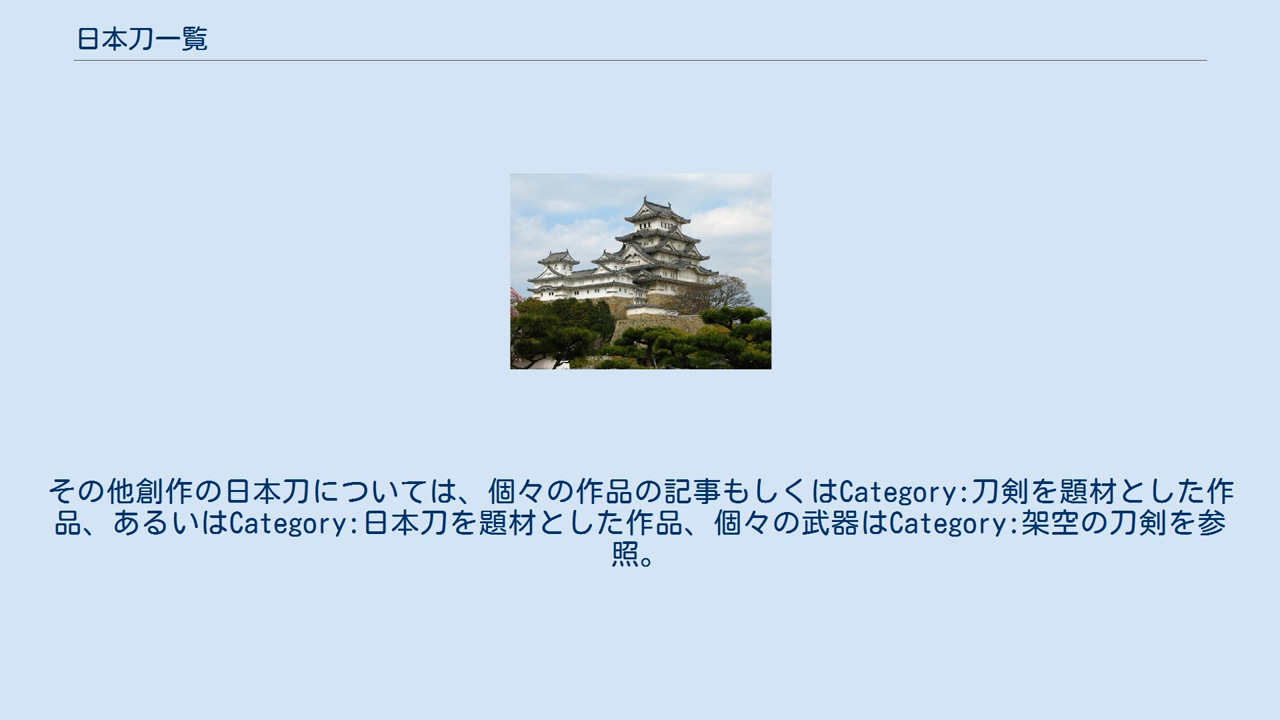 日本刀一覧
その他創作の日本刀については、個々の作品の記事もしくはCategory:刀剣を題材とした作
品、あるいはCategory:日本刀を題材とした作品、個々の武器はCategory:架空の刀剣を参
照。